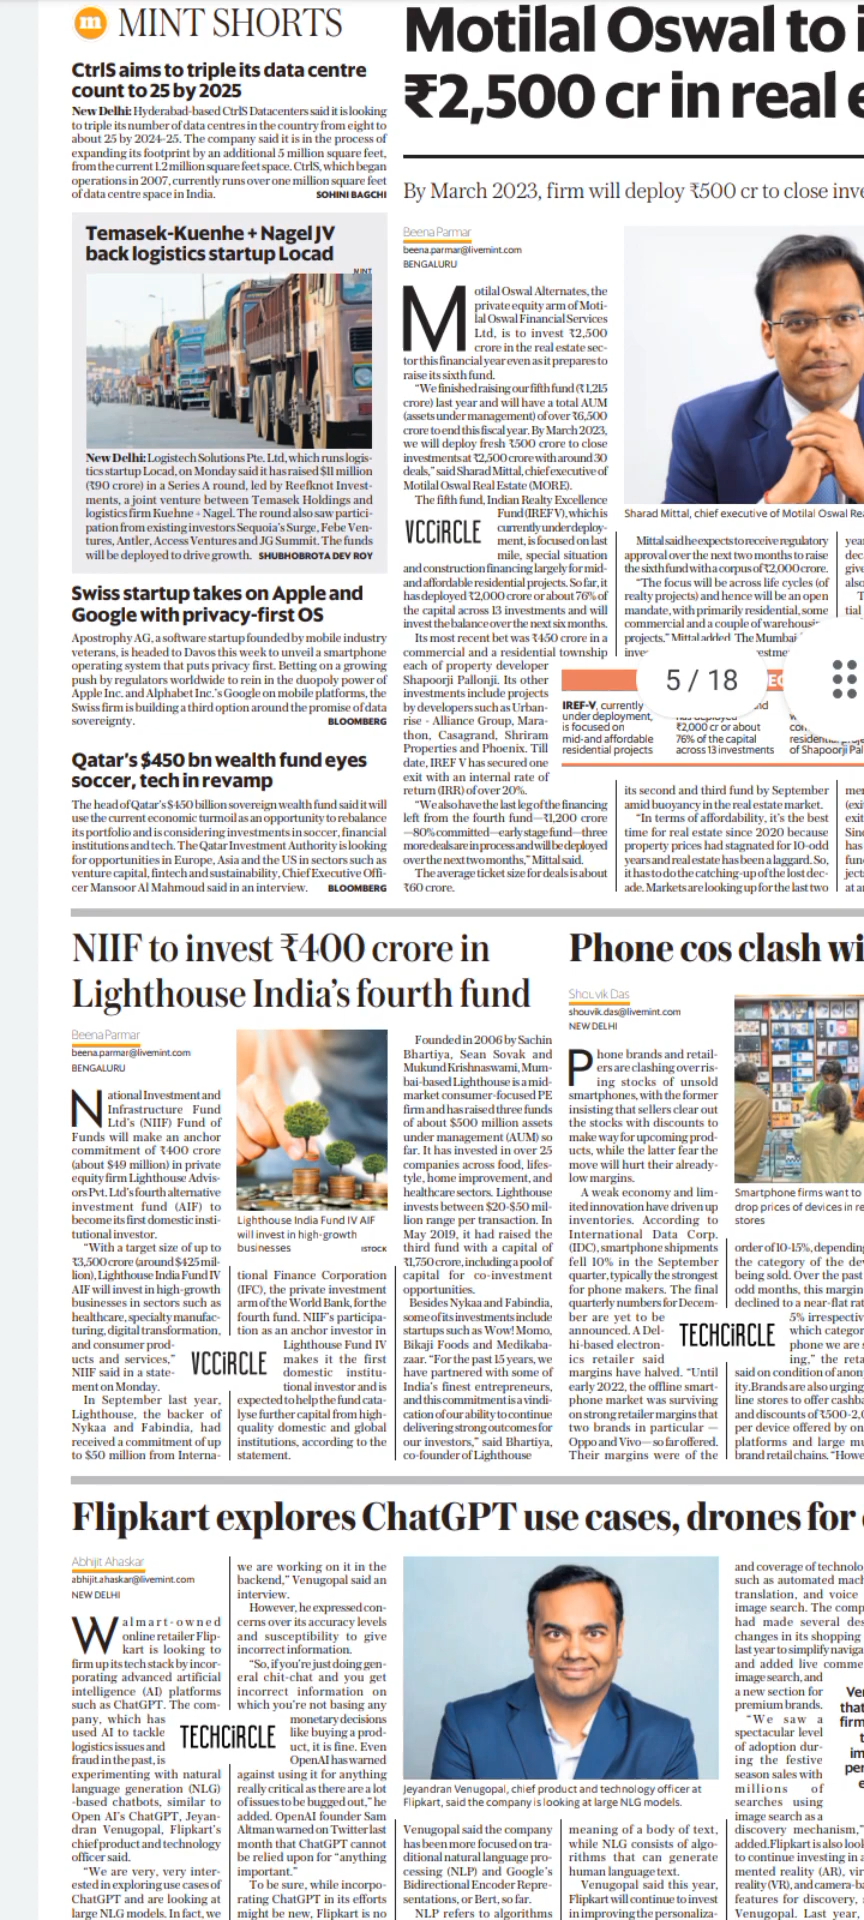 m MINT SHORTS
CtrlS aims to triple its data centre
count to 25 by 2025
New Delhi: Hyderabad-based CtrlS Datacenters said it is looking
to triple its number of data centres in the country from eight to
about 25 by 2024-25. The company said it is in the process of
expanding its footprint by an additional 5 million square feet,
from the current 1.2 million square feet space. CtrlS, which began
operations in 2007, currently runs over one million square feet
of data centre space in India. SOHINI BAGCHI
Temasek-Kuenhe + Nagel JV
back logistics startup Locad
MINT
New Delhi: Logistech Solutions Pte. Ltd, which runs logis-
tics startup Locad, on Monday said it has raised $11 million
(₹90 crore) in a Series A round, led by Reefknot Invest-
ments, a joint venture between Temasek Holdings and
logistics firm Kuehne + Nagel. The round also saw partici-
pation from existing investors Sequoia's Surge, Febe Ven-
tures, Antler, Access Ventures and JG Summit. The funds
will be deployed to drive growth. SHUBHOBROTA DEV ROY
Swiss startup takes on Apple and
Google with privacy-first OS
Apostrophy AG, a software startup founded by mobile industry
veterans, is headed to Davos this week to unveil a smartphone
operating system that puts privacy first. Betting on a growing
push by regulators worldwide to rein in the duopoly power of
Apple Inc. and Alphabet Inc.'s Google on mobile platforms, the
Swiss firm is building a third option around the promise of data
sovereignty. BLOOMBERG
Qatar's $450 bn wealth fund eyes
soccer, tech in revamp
The head of Qatar's $450 billion sovereign wealth fund said it will
use the current economic turmoil as an opportunity to rebalance
its portfolio and is considering investments in soccer, financial
institutions and tech. The Qatar Investment Authority is looking
for opportunities in Europe, Asia and the US in sectors such as
venture capital, fintech and sustainability, Chief Executive Offi-
cer Mansoor Al Mahmoud said in an interview. BLOOMBERG
Motilal Oswal to i
₹2,500 cr in real e
By March 2023, firm will deploy ₹500 cr to close inve
Beena Parmar
beena.parmar@livemint.com
BENGALURU
Motilal Oswal Alternates, the
private equity arm of Moti-
lal Oswal Financial Services
Ltd, is to invest ₹2,500
crore in the real estate sec-
tor this financial year even as it prepares to
raise its sixth fund.
"We finished raising our fifth fund (₹1,215
crore) last year and will have a total AUM
(assets under management) of over ₹6,500
crore to end this fiscal year. By March 2023,
we will deploy fresh ₹500 crore to close
investments at ₹2,500 crore with around 30
deals," said Sharad Mittal, chief executive of
Motilal Oswal Real Estate (MORE).
The fifth fund, Indian Realty Excellence
Fund (IREF V), which is
currently under deploy-
ment, is focused on last
mile, special situation
VCCiRCLE
and construction financing largely for mid-
and affordable residential projects. So far, it
has deployed ₹2,000 crore or about 76% of
the capital across 13 investments and will
invest the balance over the next six months.
Its most recent bet was ₹450 crore in a
commercial and a residential township
each of property developer
Shapoorji Pallonji. Its other
investments include projects
by developers such as Urban-
rise - Alliance Group, Mara-
thon, Casagrand, Shriram
Properties and Phoenix. Till
date, IREF V has secured one
exit with an internal rate of
return (IRR) of over 20%.
"We also have the last leg of the financing
left from the fourth fund—₹1,200 crore
—80% committed—early stage fund—three
more deals are in process and will be deployed
over the next two months," Mittal said.
The average ticket size for deals is about
₹60 crore.
Sharad Mittal, chief executive of Motilal Oswal Rea
Mittal said he expects to receive regulatory
approval over the next two months to raise
the sixth fund with a corpus of ₹2,000 crore.
"The focus will be across life cycles (of
realty projects) and hence will be an open
mandate, with primarily residential, some
commercial and a couple of warehousin
projects," Mittal added. The Mumbai
inve estme
5 / 18
IREF-V, currently
under deployment,
is focused on
mid-and affordable
residential projects
has deployed
₹2,000 cr or about
76% of the capital
across 13 investments
w
con
residential proje
of Shapoorji Pa
its second and third fund by September
amid buoyancy in the real estate market.
"In terms of affordability, it's the best
time for real estate since 2020 because
property prices had stagnated for 10-odd
years and real estate has been a laggard. So,
it has to do the catching-up of the lost dec-
ade. Markets are looking up for the last two
year
dec
give
also
T
tial
mer
(exit
exit
Sinc
has
fund
ject
at an
NIIF to invest ₹400 crore in
Lighthouse India's fourth fund
Beena Parmar
beena.parmar@livemint.com
BENGALURU
National Investment and
Infrastructure Fund
Ltd's (NIIF) Fund of
Funds will make an anchor
commitment of ₹400 crore
(about $49 million) in private
equity firm Lighthouse Advis-
ors Pvt. Ltd's fourth alternative
investment fund (AIF) to
become its first domestic insti-
tutional investor.
"With a target size of up to
₹3,500 crore (around $425 mil-
lion), Lighthouse India Fund IV
AIF will invest in high-growth
businesses in sectors such as
healthcare, specialty manufac-
turing, digital transformation,
and consumer prod-
ucts and services,"
NIIF said in a state-
ment on Monday.
In September last year,
Lighthouse, the backer of
Nykaa and Fabindia, had
received a commitment of up
to $50 million from Interna-
VCCiRCLE
Lighthouse India Fund IV AIF
will invest in high-growth
businesses ISTOCK
tional Finance Corporation
(IFC), the private investment
arm of the World Bank, for the
fourth fund. NIIF's participa-
tion as an anchor investor in
Lighthouse Fund IV
makes it the first
domestic institu-
tional investor and is
expected to help the fund cata-
lyse further capital from high-
quality domestic and global
institutions, according to the
statement.
Founded in 2006 by Sachin
Bhartiya, Sean Sovak and
Mukund Krishnaswami, Mum-
bai-based Lighthouse is a mid-
market consumer-focused PE
firm and has raised three funds
of about $500 million assets
under management (AUM) so
far. It has invested in over 25
companies across food, lifes-
tyle, home improvement, and
healthcare sectors. Lighthouse
invests between $20-$50 mil-
lion range per transaction. In
May 2019, it had raised the
third fund with a capital of
₹1,750 crore, including a pool of
capital for co-investment
opportunities.
Besides Nykaa and Fabindia,
some of its investments include
startups such as Wow! Momo,
Bikaji Foods and Medikaba-
zaar. "For the past 15 years, we
have partnered with some of
India's finest entrepreneurs,
and this commitment is a vindi-
cation of our ability to continue
delivering strong outcomes for
our investors," said Bhartiya,
co-founder of Lighthouse
Phone cos clash wi
Shouvik Das
shouvik.das@livemint.com
NEW DELHI
Phone brands and retail-
ers are clashing over ris-
ing stocks of unsold
smartphones, with the former
insisting that sellers clear out
the stocks with discounts to
make way for upcoming prod-
ucts, while the latter fear the
move will hurt their already-
low margins.
A weak economy and lim-
ited innovation have driven up
inventories. According to
International Data Corp.
(IDC), smartphone shipments
fell 10% in the September
quarter, typically the strongest
for phone makers. The final
quarterly numbers for Decem-
ber are yet to be
announced. A Del-
hi-based electron-
ics retailer said
margins have halved. "Until
early 2022, the offline smart-
phone market was surviving
on strong retailer margins that
two brands in particular —
Oppo and Vivo—so far offered.
Their margins were of the
TECHCiRCLE
Smartphone firms want to
drop prices of devices in re
stores
order of 10-15%, depending
the category of the dev
being sold. Over the past
odd months, this margin
declined to a near-flat rat
5% irrespectiv
which categor
phone we are s
ing," the reta
said on condition of anony
ity. Brands are also urging
line stores to offer cashba
and discounts of ₹500-2,0
per device offered by on
platforms and large mu
brand retail chains. "Howe
Flipkart explores ChatGPT use cases, drones for
Abhijit Ahaskar
abhijit.ahaskar@livemint.com
NEW DELHI
Walmart-owned
online retailer Flip-
kart is looking to
firm up its tech stack by incor-
porating advanced artificial
intelligence (AI) platforms
such as ChatGPT. The com-
pany, which has
used AI to tackle
logistics issues and
fraud in the past, is
experimenting with natural
language generation (NLG)
-based chatbots, similar to
Open AI's ChatGPT, Jeyan-
dran Venugopal, Flipkart's
chief product and technology
officer said.
"We are very, very inter-
ested in exploring use cases of
ChatGPT and are looking at
large NLG models. In fact, we
TECHCiRCLE
we are working on it in the
backend," Venugopal said an
interview.
However, he expressed con-
cerns over its accuracy levels
and susceptibility to give
incorrect information.
"So, if you're just doing gen-
eral chit-chat and you get
incorrect information on
which you're not basing any
monetary decisions
like buying a prod-
uct, it is fine. Even
OpenAI has warned
against using it for anything
really critical as there are a lot
of issues to be bugged out," he
added. OpenAI founder Sam
Altman warned on Twitter last
month that ChatGPT cannot
be relied upon for "anything
important."
To be sure, while incorpo-
rating ChatGPT in its efforts
might be new, Flipkart is no
Jeyandran Venugopal, chief product and technology officer at
Flipkart, said the company is looking at large NLG models.
Venugopal said the company
has been more focused on tra-
ditional natural language pro-
cessing (NLP) and Google's
Bidirectional Encoder Repre-
sentations, or Bert, so far.
NLP refers to algorithms
meaning of a body of text,
while NLG consists of algo-
rithms that can generate
human language text.
Venugopal said this year,
Flipkart will continue to invest
in improving the personaliza-
and coverage of technolo
such as automated mach
translation, and voice
image search. The comp
had made several des
changes in its shopping
last year to simplify naviga
and added live comme
image search, and
a new section for
premium brands.
"We saw a
spectacular level
of adoption dur-
ing the festive
season sales with
millions of
searches using
image search as a
discovery mechanism,"
added.Flipkart is also look
to continue investing in a
mented reality (AR), vir
reality (VR), and camera-ba
features for discovery,
Venugopal. Last year,
Ve
that
firm
t
im
per
e